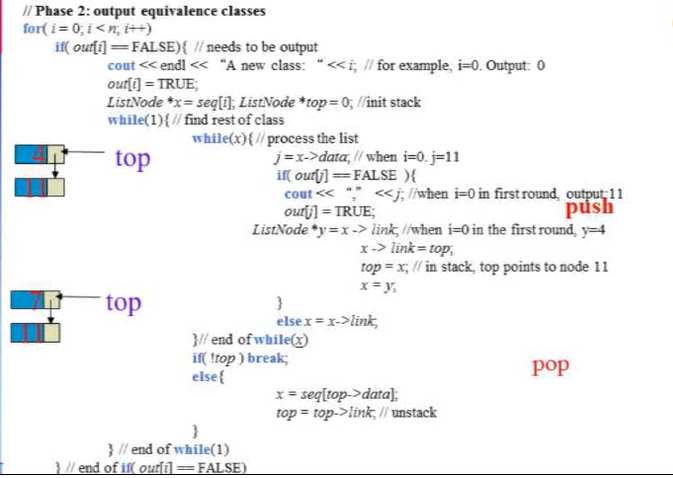 // Phase 2: output equivalence classes
for( i = 0; i < n; i++)
if( out[i] == FALSE){ // needs to be output
cout << endl << "A new class: " << i; // for example, i=0. Output: 0
out[i] = TRUE;
ListNode *x = seq[i]; ListNode *top = 0; //init stack
while(1){ // find rest of class
while(x){ // process the list
4
top
j = x->data; // when i=0. j=11
if( out[j] == FALSE ){
11
cout << "," <<j; //when i=0 in first round, output:11
out[j] = TRUE;
push
ListNode *y = x -> link; //when i=0 in the first round, y=4
x -> link = top;
top = x; // in stack, top points to node 11
x = y;
7
top
}
else x = x->link;
11
}// end of while(x)
if( !top ) break;
pop
else{
x = seq[top->data];
top = top->link; // unstack
}
} // end of while(1)
} // end of if( out[i] == FALSE)